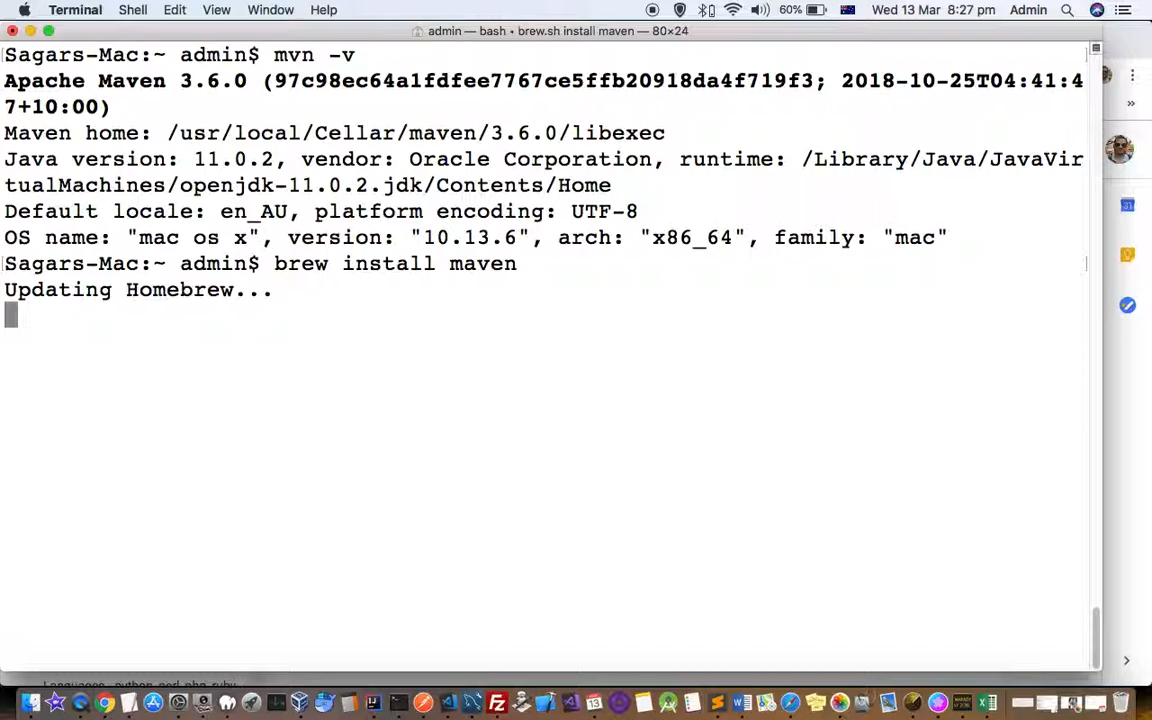 Terminal Shell Edit View Window Help 60% Wed 13 Mar 8:27 pm Admin
admin — bash • brew.sh install maven — 80×24
Sagars-Mac:~ admin$ mvn -v
Apache Maven 3.6.0 (97c98ec64a1fdfee7767ce5ffb20918da4f719f3; 2018-10-25T04:41:4
7+10:00)
Maven home: /usr/local/Cellar/maven/3.6.0/libexec
Java version: 11.0.2, vendor: Oracle Corporation, runtime: /Library/Java/JavaVir
tualMachines/openjdk-11.0.2.jdk/Contents/Home
Default locale: en_AU, platform encoding: UTF-8
OS name: "mac os x", version: "10.13.6", arch: "x86_64", family: "mac"
Sagars-Mac:~ admin$ brew install maven
Updating Homebrew...